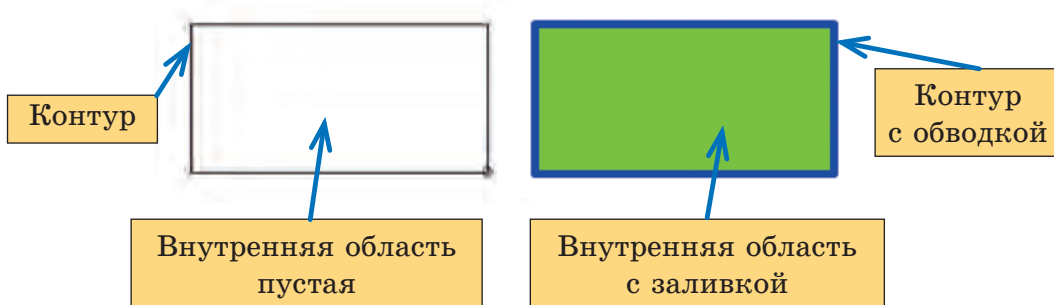 Контур
Контур
с обводкой
Внутренняя область
пустая
Внутренняя область
с заливкой